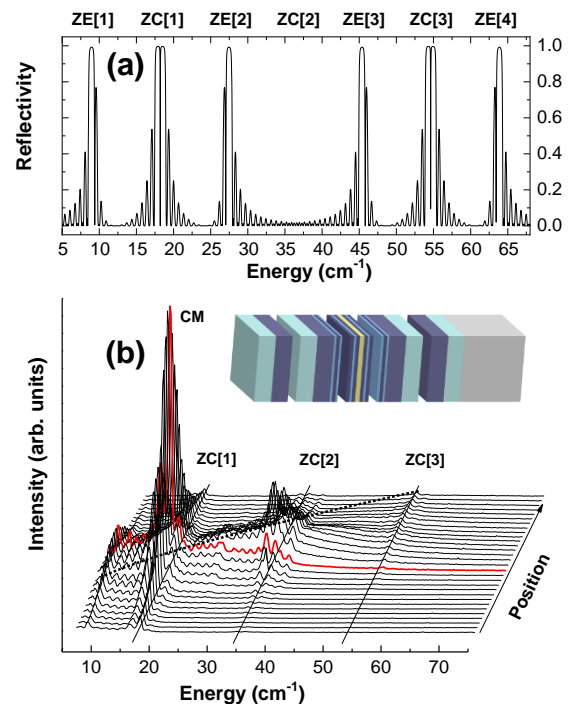 ZE[1] ZC[1] ZE[2] ZC[2] ZE[3] ZC[3] ZE[4]
(a)
Reflectivity
1.0
0.8
0.6
0.4
0.2
0.0
5 10 15 20 25 30 35 40 45 50 55 60 65
Energy (cm⁻¹)
CM
(b)
ZC[1] ZC[2] ZC[3]
Intensity (arb. units)
Position
10 20 30 40 50 60 70
Energy (cm⁻¹)